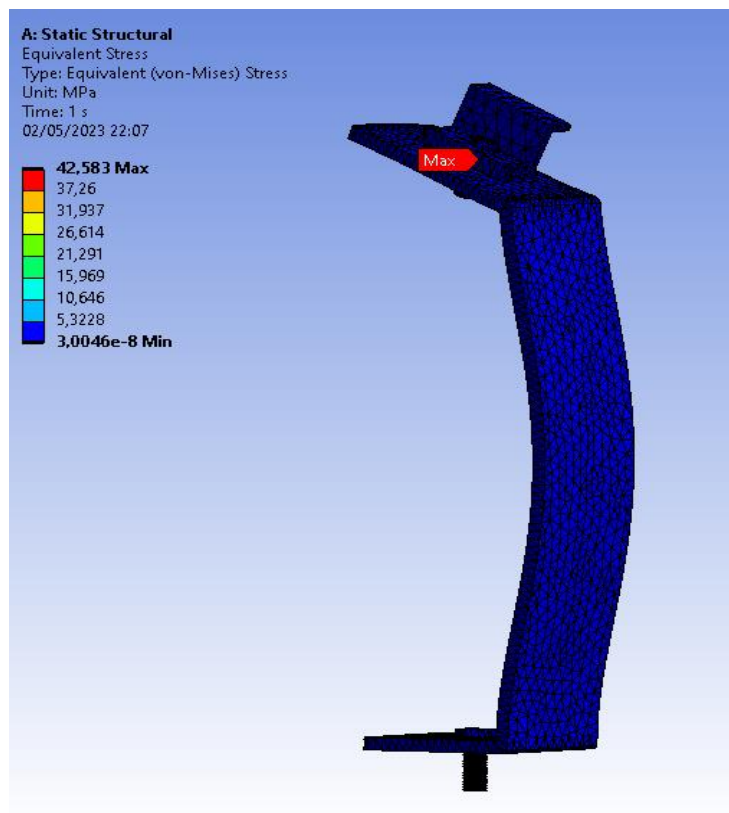 A: Static Structural
Equivalent Stress
Type: Equivalent (von-Mises) Stress
Unit: MPa
Time: 1 s
02/05/2023 22:07
42,583 Max
37,26
31,937
26,614
21,291
15,969
10,646
5,3228
3,0046e-8 Min
Max